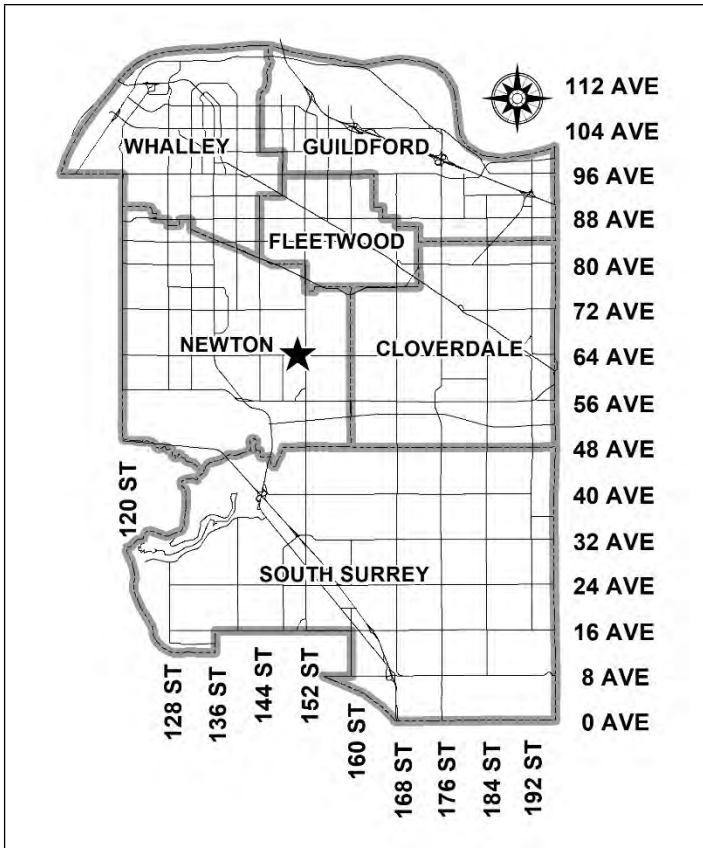 112 AVE
104 AVE
WHALLEY
GUILDFORD
96 AVE
88 AVE
FLEETWOOD
80 AVE
72 AVE
NEWTON
CLOVERDALE
64 AVE
56 AVE
48 AVE
120 ST
40 AVE
32 AVE
SOUTH SURREY
24 AVE
16 AVE
8 AVE
0 AVE
128 ST
136 ST
144 ST
152 ST
160 ST
168 ST
176 ST
184 ST
192 ST